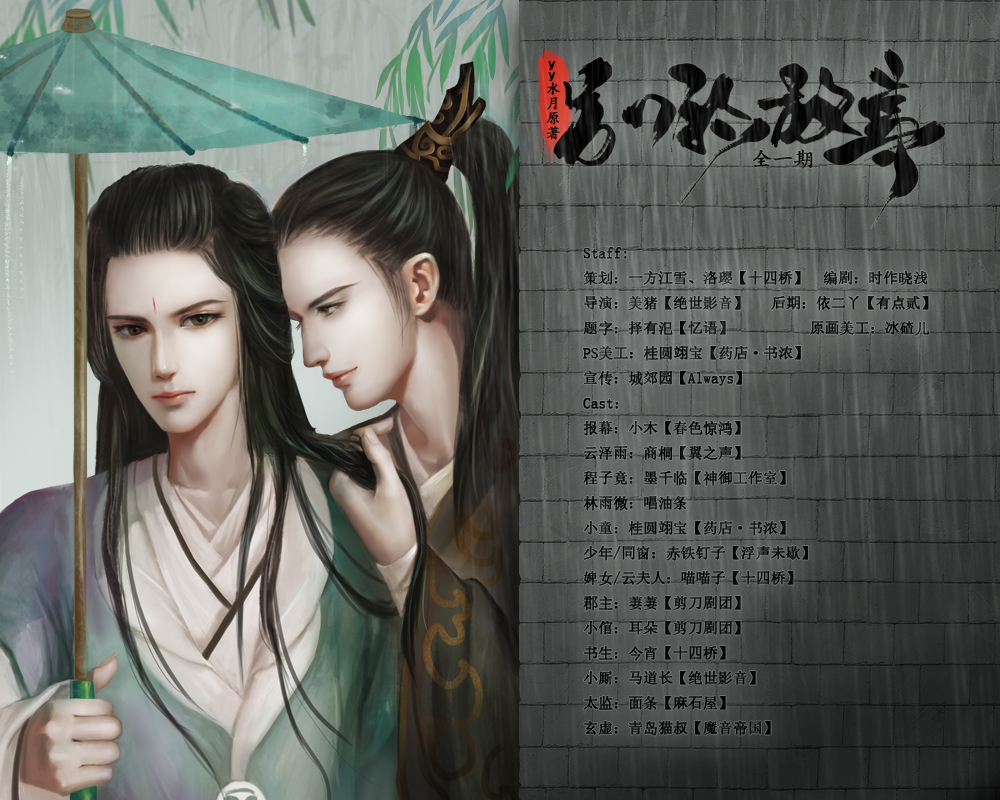 yy水月原著
全一期
Staff:
策划：一方江雪、洛璎【十四桥】 编剧：时作晓浅
导演：美猪【绝世影音】 后期：依二丫【有点贰】
题字：择有汜【忆语】 原画美工：冰碴儿
PS美工：桂圆翊宝【药店·书浓】
宣传：城郊园【Always】
Cast:
报幕：小木【春色惊鸿】
云泽雨：商桐【翼之声】
程子竟：墨千临【神御工作室】
林雨微：唱油条
小童：桂圆翊宝【药店·书浓】
少年/同窗：赤铁钉子【浮声未歇】
婢女/云夫人：喵喵子【十四桥】
郡主：萋萋【剪刀剧团】
小倌：耳朵【剪刀剧团】
书生：今宵【十四桥】
小厮：马道长【绝世影音】
太监：面条【麻石屋】
玄虚：青岛猫叔【魔音帝国】